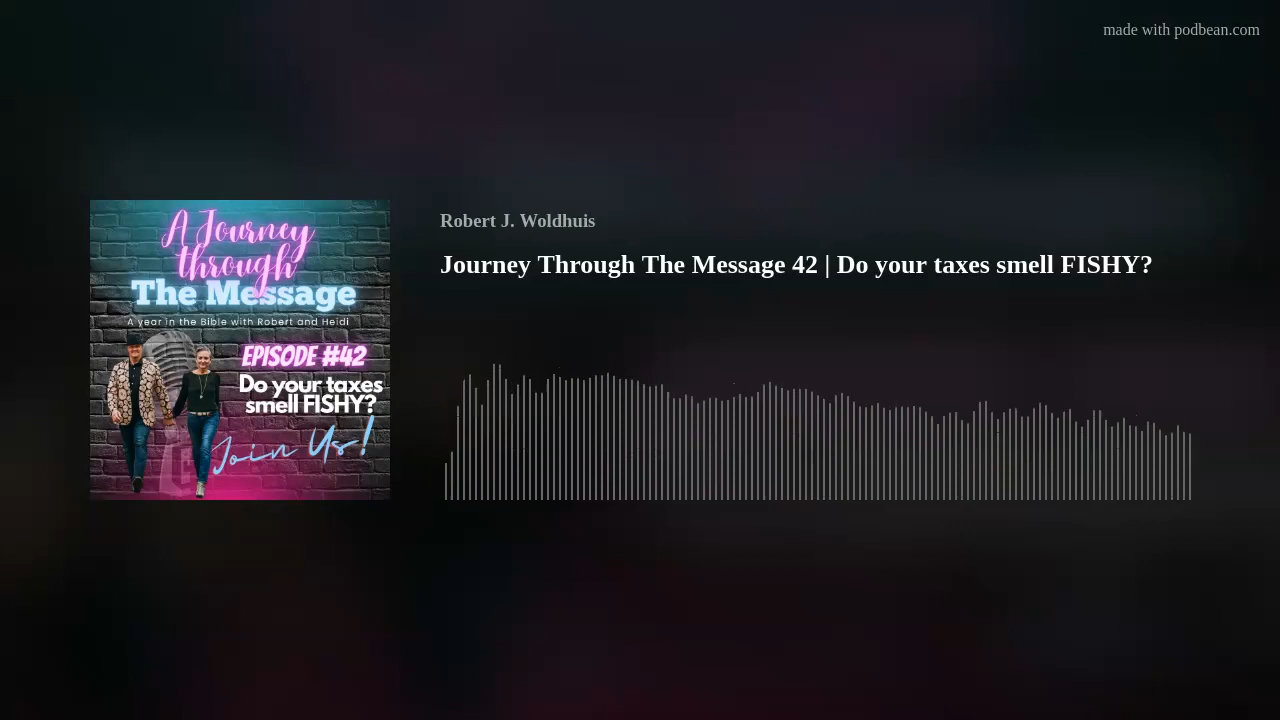 made with podbean.com
A Journey
through
The Message
A year in the Bible with Robert and Heidi
EPISODE #42
Do your taxes
smell FISHY?
Join Us!
Robert J. Woldhuis
Journey Through The Message 42 | Do your taxes smell FISHY?